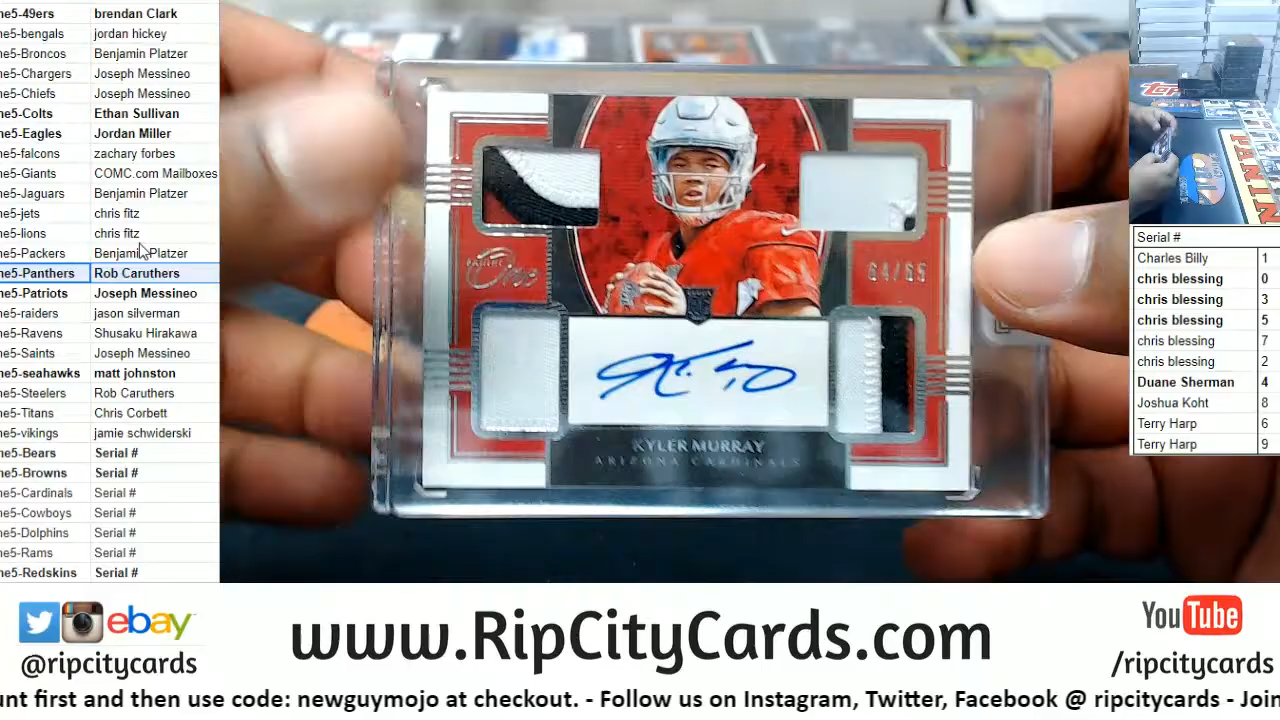 ne5-49ers brendan Clark
ne5-bengals jordan hickey
ne5-Broncos Benjamin Platzer
ne5-Chargers Joseph Messineo
ne5-Chiefs Joseph Messineo
ne5-Colts Ethan Sullivan
ne5-Eagles Jordan Miller
ne5-falcons zachary forbes
ne5-Giants COMC.com Mailboxes
ne5-Jaguars Benjamin Platzer
ne5-jets chris fitz
ne5-lions chris fitz
ne5-Packers Benjamin Platzer
ne5-Panthers Rob Caruthers
ne5-Patriots Joseph Messineo
ne5-raiders jason silverman
ne5-Ravens Shusaku Hirakawa
ne5-Saints Joseph Messineo
ne5-seahawks matt johnston
ne5-Steelers Rob Caruthers
ne5-Titans Chris Corbett
ne5-vikings jamie schwiderski
ne5-Bears Serial #
ne5-Browns Serial #
ne5-Cardinals Serial #
ne5-Cowboys Serial #
ne5-Dolphins Serial #
ne5-Rams Serial #
ne5-Redskins Serial #
One
KYLER MURRAY
ARIZONA CARDINALS
PANINI
Serial #
Charles Billy 1
chris blessing 0
chris blessing 3
chris blessing 5
chris blessing 7
chris blessing 2
Duane Sherman 4
Joshua Koht 8
Terry Harp 6
Terry Harp 9
ebay
@ripcitycards
www.RipCityCards.com
YouTube
/ripcitycards
unt first and then use code: newguymojo at checkout. - Follow us on Instagram, Twitter, Facebook @ ripcitycards - Join